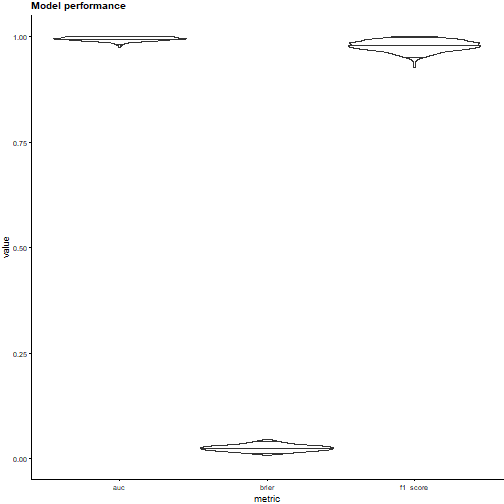 Model performance
1.00
0.75
0.50
0.25
0.00
value
auc
brier
f1_score
metric